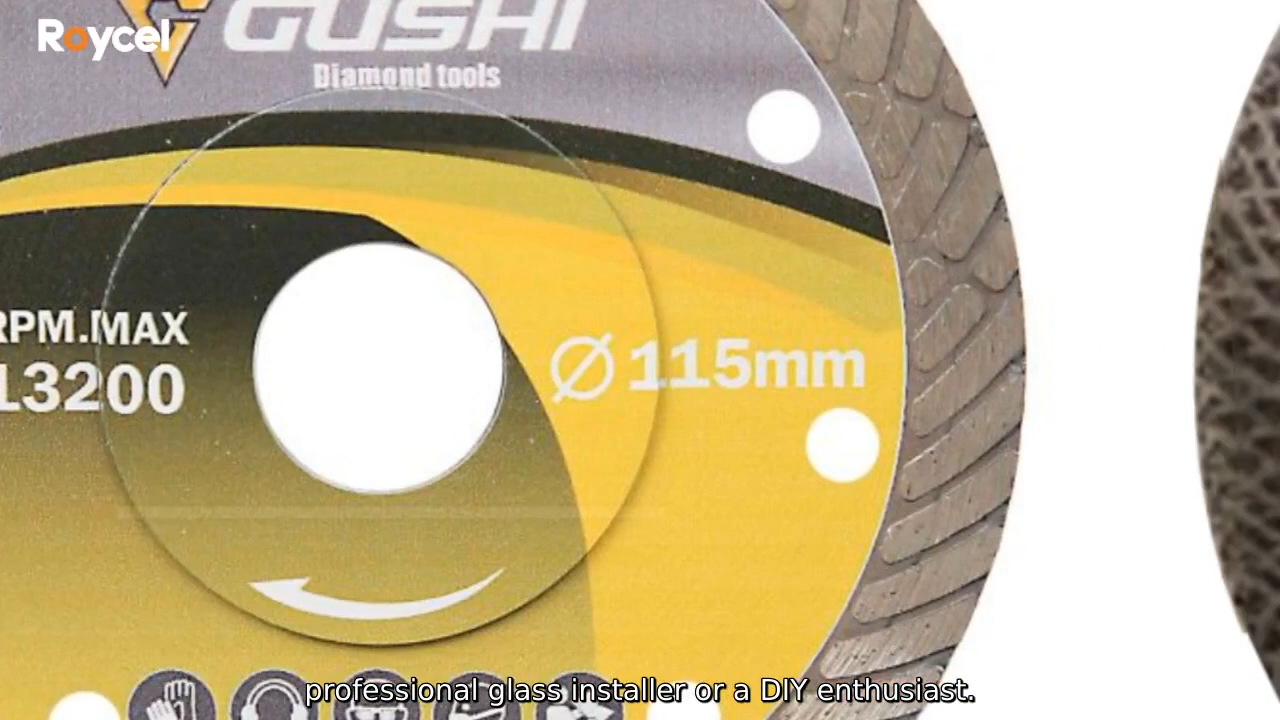 Roycel
GUSHI
Diamond tools
RPM.MAX
13200
Ø 115mm
professional glass installer or a DIY enthusiast.